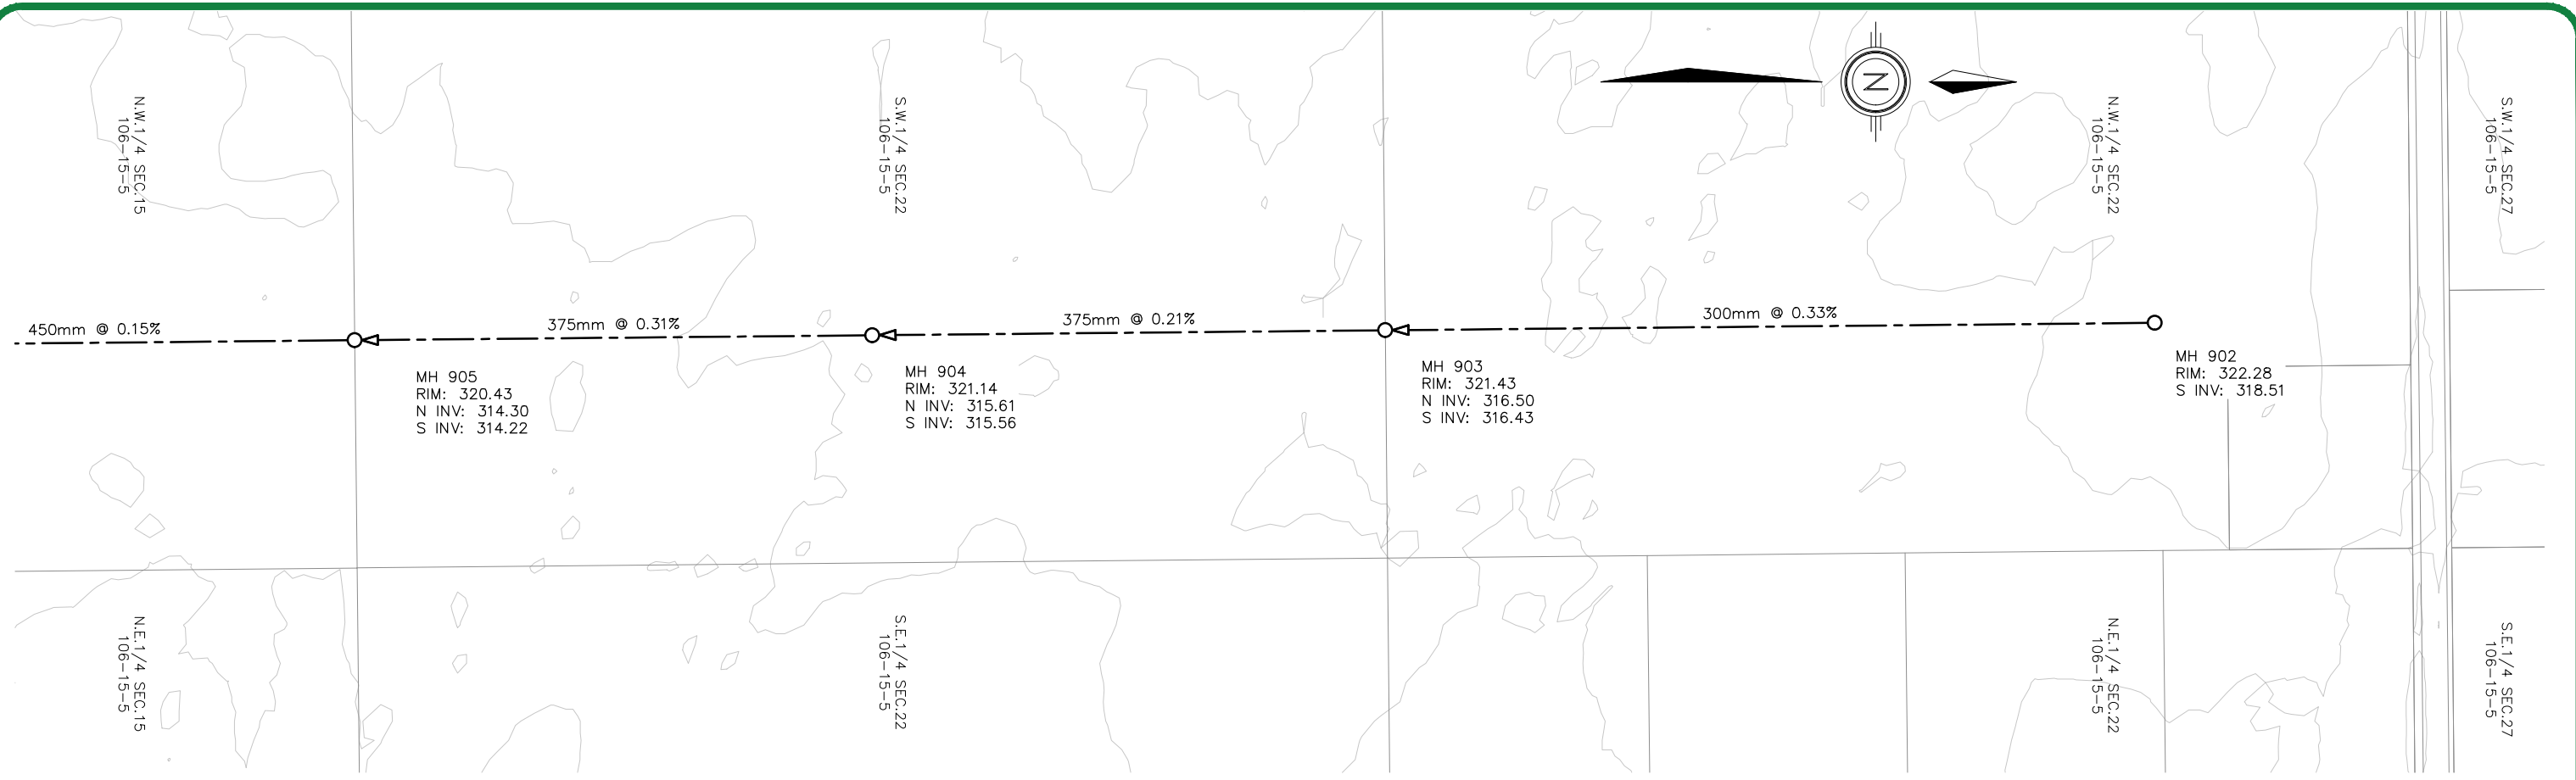 N.W.1/4 SEC.15
106-15-5
S.W.1/4 SEC.22
106-15-5
N
N.W.1/4 SEC.22
106-15-5
S.W.1/4 SEC.27
106-15-5
450mm @ 0.15%
375mm @ 0.31%
375mm @ 0.21%
300mm @ 0.33%
MH 905
RIM: 320.43
N INV: 314.30
S INV: 314.22
MH 904
RIM: 321.14
N INV: 315.61
S INV: 315.56
MH 903
RIM: 321.43
N INV: 316.50
S INV: 316.43
MH 902
RIM: 322.28
S INV: 318.51
N.E.1/4 SEC.15
106-15-5
S.E.1/4 SEC.22
106-15-5
N.E.1/4 SEC.22
106-15-5
S.E.1/4 SEC.27
106-15-5